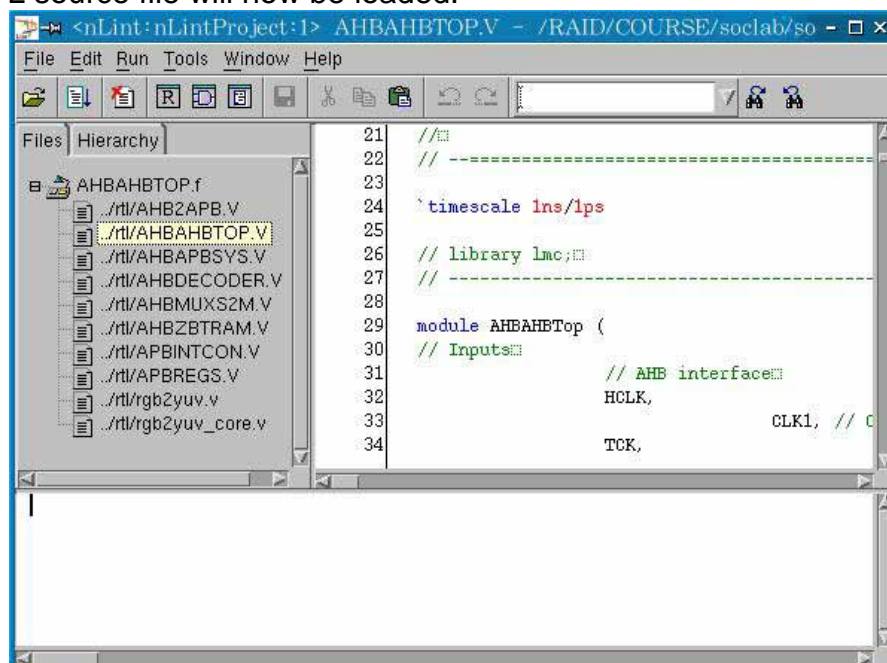 source file will now be loaded.
<nLint:nLintProject:1> AHBAHBTOP.V - /RAID/COURSE/soclab/so
File Edit Run Tools Window Help
Files Hierarchy
AHBAHBTOP.f
../rtl/AHB2APB.V
../rtl/AHBAHBTOP.V
../rtl/AHBAPBSYS.V
../rtl/AHBDECODER.V
../rtl/AHBMUXS2M.V
../rtl/AHBZBTRAM.V
../rtl/APBINTCON.V
../rtl/APBREGS.V
../rtl/rgb2yuv.v
../rtl/rgb2yuv_core.v
21 //
22 // --========================================
23
24 `timescale 1ns/1ps
25
26 // library lmc;
27 // -----------------------------------------
28
29 module AHBAHBTop (
30 // Inputs
31 // AHB interface
32 HCLK,
33 CLK1, //
34 TCK,